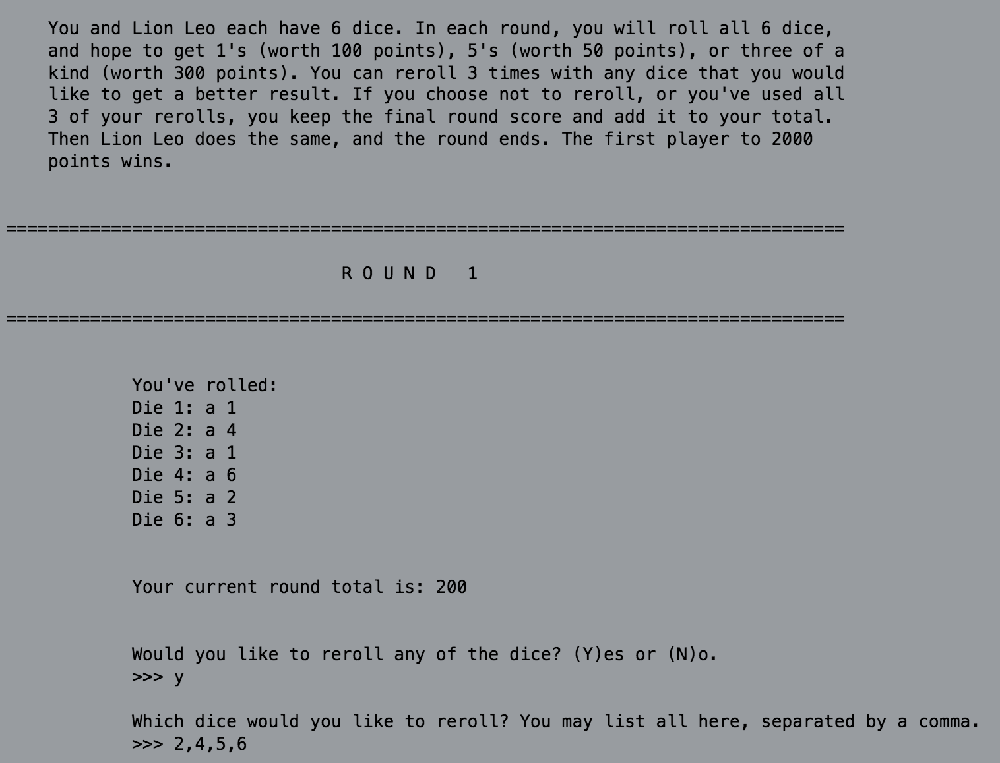 You and Lion Leo each have 6 dice. In each round, you will roll all 6 dice,
and hope to get 1's (worth 100 points), 5's (worth 50 points), or three of a
kind (worth 300 points). You can reroll 3 times with any dice that you would
like to get a better result. If you choose not to reroll, or you've used all
3 of your rerolls, you keep the final round score and add it to your total.
Then Lion Leo does the same, and the round ends. The first player to 2000
points wins.
================================================================================
R O U N D   1
================================================================================
You've rolled:
Die 1: a 1
Die 2: a 4
Die 3: a 1
Die 4: a 6
Die 5: a 2
Die 6: a 3
Your current round total is: 200
Would you like to reroll any of the dice? (Y)es or (N)o.
>>> y
Which dice would you like to reroll? You may list all here, separated by a comma.
>>> 2,4,5,6